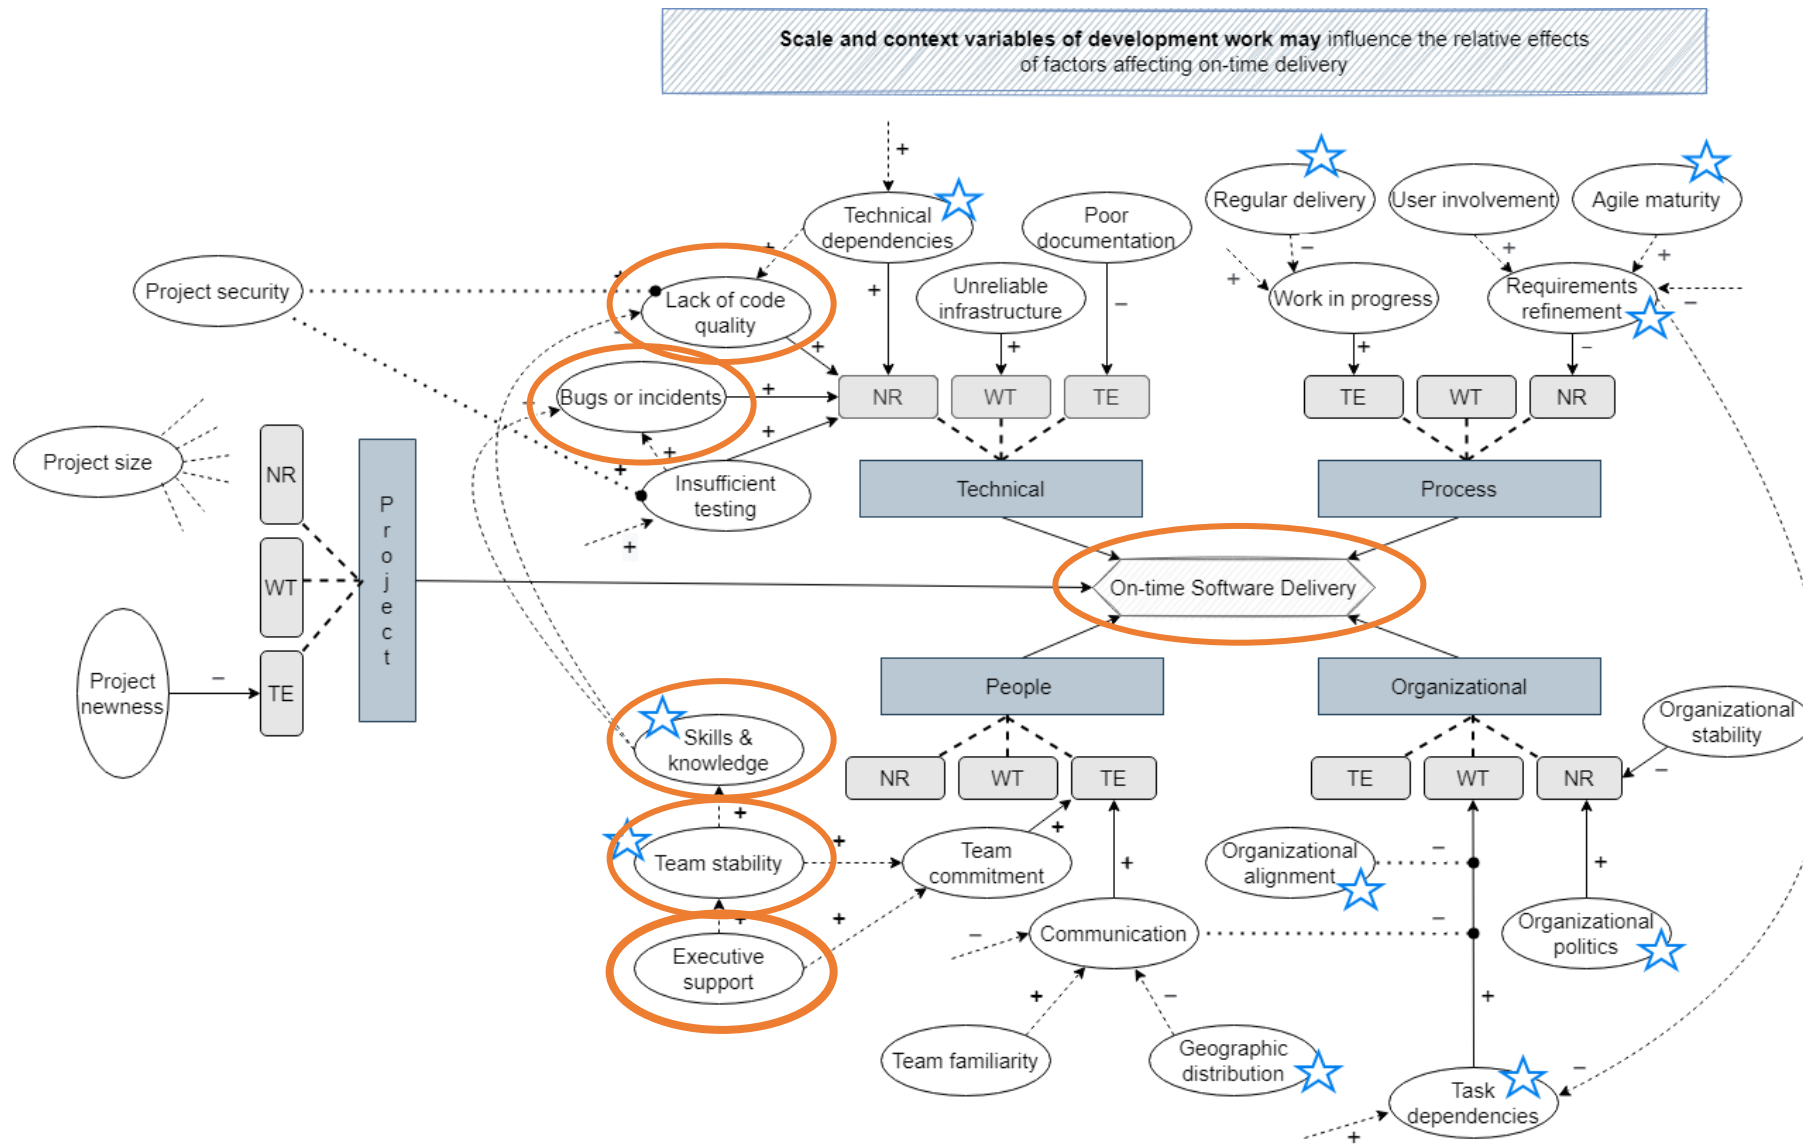 Scale and context variables of development work may influence the relative effects
of factors affecting on-time delivery
+
Technical
dependencies
Poor
documentation
Regular delivery
User involvement
Agile maturity
+
−
+
+
+
Project security
+
Lack of code
quality
+
Unreliable
infrastructure
−
Work in progress
Requirements
refinement
−
−
+
+
+
−
Bugs or incidents
−
+
NR
WT
TE
TE
WT
NR
+
+
+
Insufficient
testing
+
Project size
NR
WT
TE
Project
Technical
Process
On-time Software Delivery
People
Organizational
Project
newness
−
Skills &
knowledge
NR
WT
TE
TE
WT
NR
Organizational
stability
−
+
Team stability
+
Team
commitment
+
+
Organizational
alignment
−
+
+
Executive
support
+
−
Communication
−
Organizational
politics
+
−
+
Team familiarity
Geographic
distribution
Task
dependencies
−
+